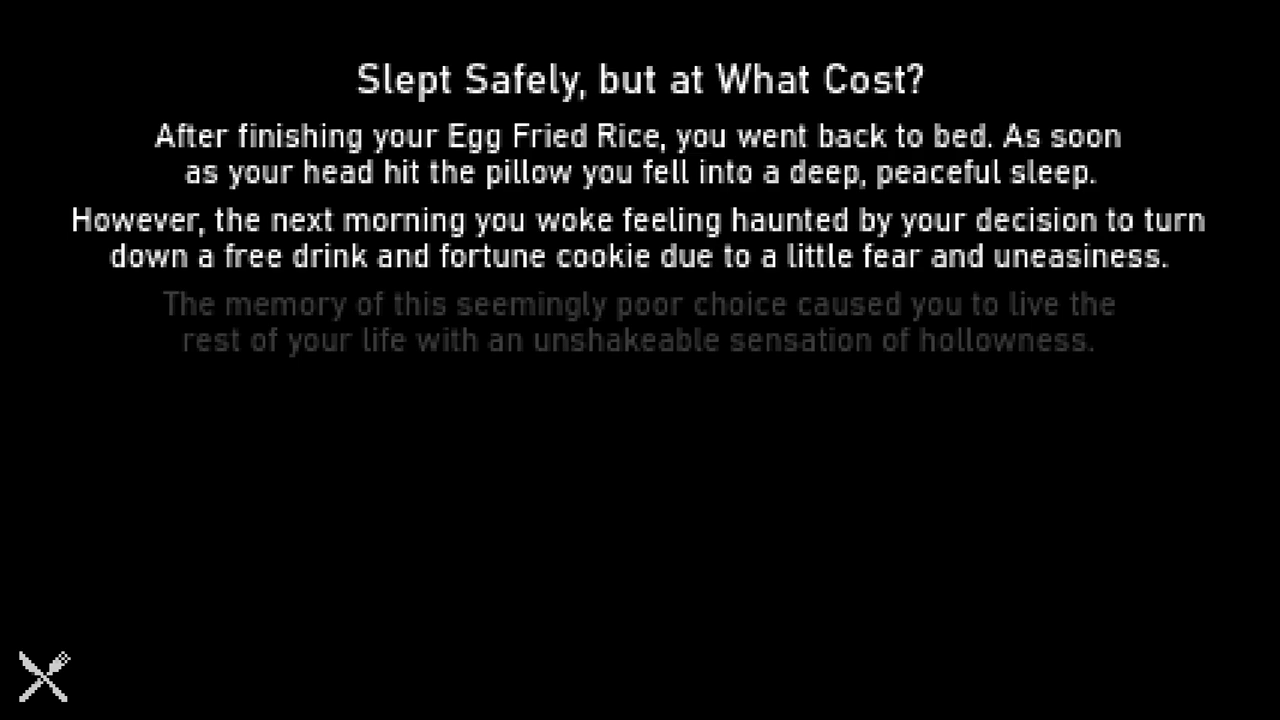 Slept Safely, but at What Cost?
After finishing your Egg Fried Rice, you went back to bed. As soon
as your head hit the pillow you fell into a deep, peaceful sleep.
However, the next morning you woke feeling haunted by your decision to turn
down a free drink and fortune cookie due to a little fear and uneasiness.
The memory of this seemingly poor choice caused you to live the
rest of your life with an unshakeable sensation of hollowness.